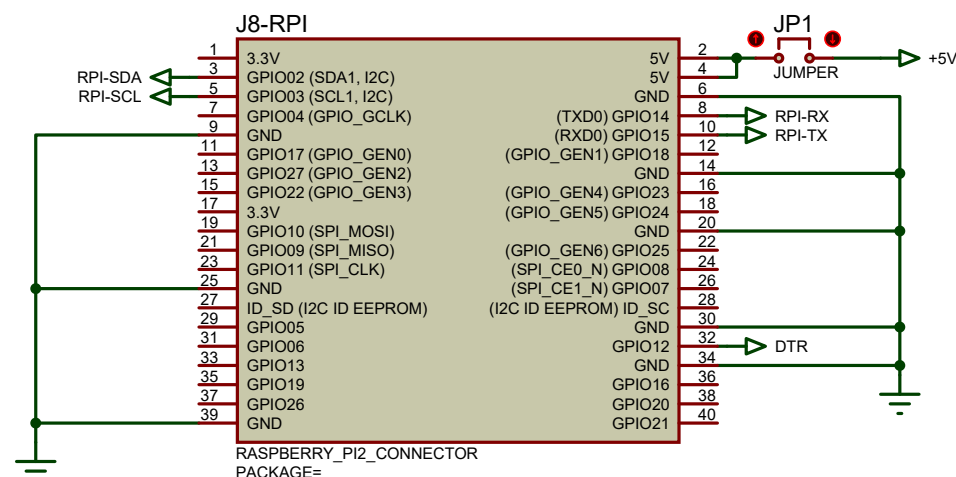 J8-RPI
JP1
1 3.3V 5V 2
RPI-SDA 3 GPIO02 (SDA1, I2C) 5V 4 JUMPER +5V
RPI-SCL 5 GPIO03 (SCL1, I2C) GND 6
7 GPIO04 (GPIO_GCLK) (TXD0) GPIO14 8 RPI-RX
9 GND (RXD0) GPIO15 10 RPI-TX
11 GPIO17 (GPIO_GEN0) (GPIO_GEN1) GPIO18 12
13 GPIO27 (GPIO_GEN2) GND 14
15 GPIO22 (GPIO_GEN3) (GPIO_GEN4) GPIO23 16
17 3.3V (GPIO_GEN5) GPIO24 18
19 GPIO10 (SPI_MOSI) GND 20
21 GPIO09 (SPI_MISO) (GPIO_GEN6) GPIO25 22
23 GPIO11 (SPI_CLK) (SPI_CE0_N) GPIO08 24
25 GND (SPI_CE1_N) GPIO07 26
27 ID_SD (I2C ID EEPROM) (I2C ID EEPROM) ID_SC 28
29 GPIO05 GND 30
31 GPIO06 GPIO12 32 DTR
33 GPIO13 GND 34
35 GPIO19 GPIO16 36
37 GPIO26 GPIO20 38
39 GND GPIO21 40
RASPBERRY_PI2_CONNECTOR
PACKAGE=